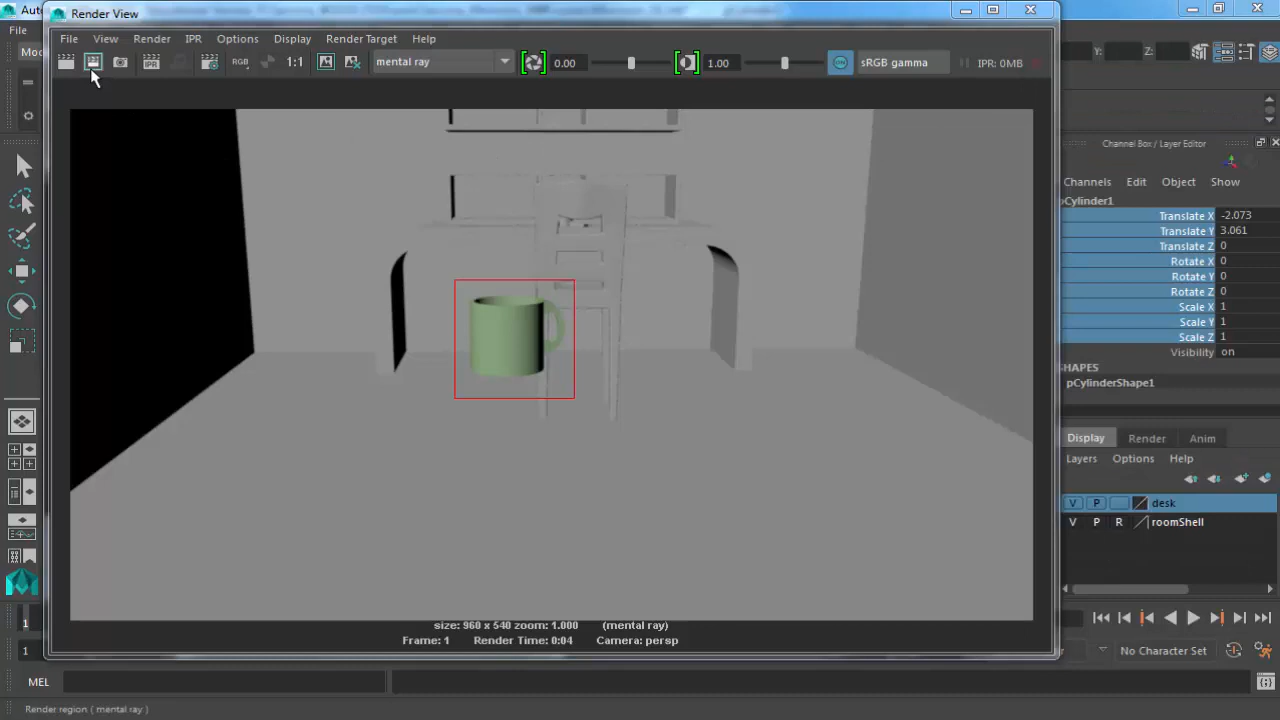 Render View
File
File View Render IPR Options Display Render Target Help
RGB 1:1 mental ray 0.00 1.00 ON sRGB gamma IPR: 0MB
IPR
Y: Z:
Channel Box / Layer Editor
Channels Edit Object Show
pCylinder1
Translate X -2.073
Translate Y 3.061
Translate Z 0
Rotate X 0
Rotate Y 0
Rotate Z 0
Scale X 1
Scale Y 1
Scale Z 1
Visibility on
SHAPES
pCylinderShape1
Display Render Anim
Layers Options Help
V P desk
V P R roomShell
size: 960 x 540 zoom: 1.000 (mental ray)
Frame: 1 Render Time: 0:04 Camera: persp
1
1
No Character Set
MEL
Render region ( mental ray )